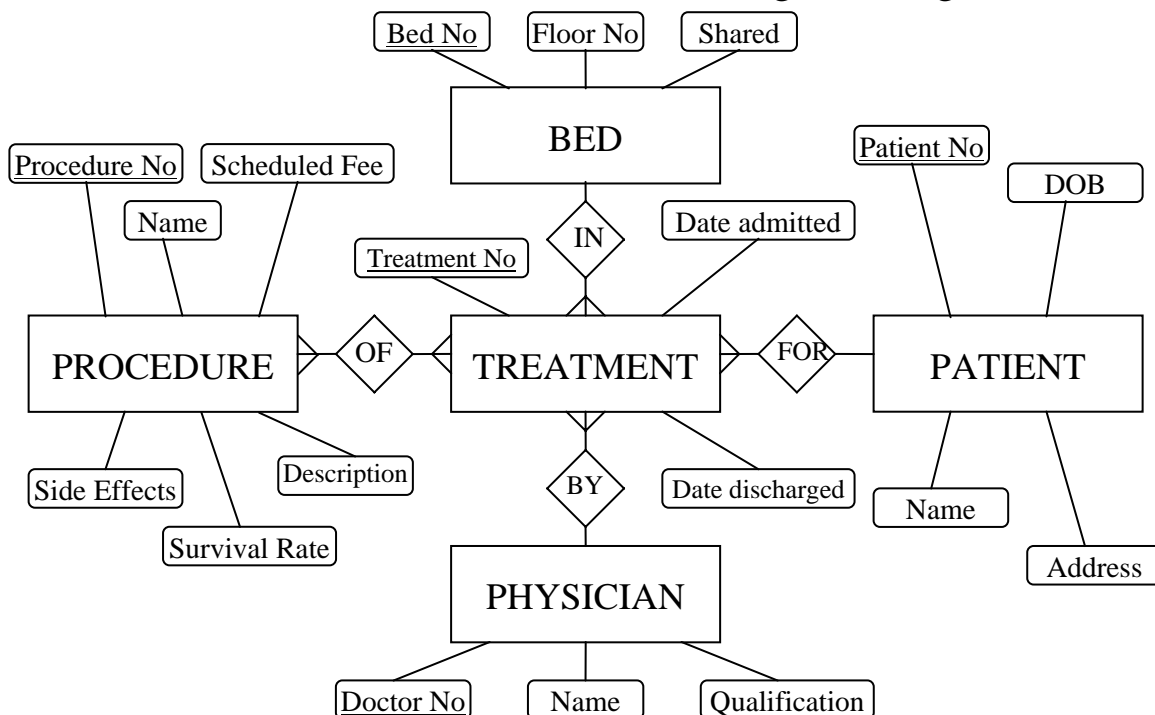 Bed No
Floor No
Shared
BED
Procedure No
Scheduled Fee
Patient No
Name
DOB
IN
Date admitted
Treatment No
PROCEDURE
OF
TREATMENT
FOR
PATIENT
Side Effects
Description
BY
Date discharged
Name
Survival Rate
Address
PHYSICIAN
Doctor No
Name
Qualification